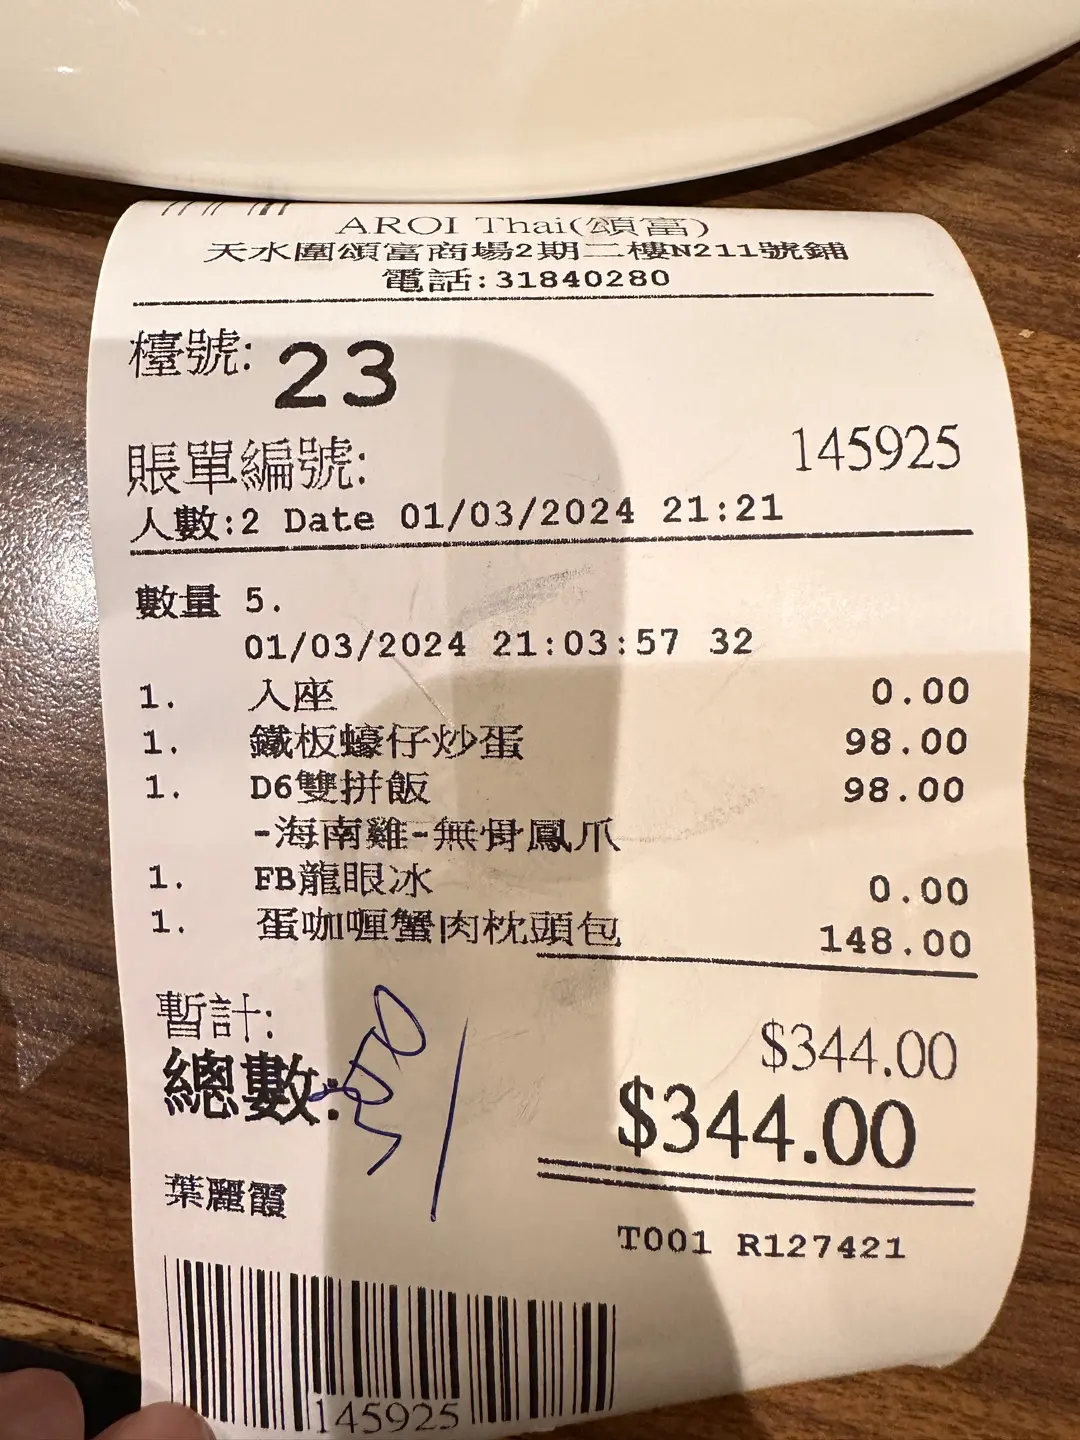 AROI Thai(頌富)
天水圍頌富商場2期二樓N211號鋪
電話:31840280
檯號: 23
賬單編號: 145925
人數:2 Date 01/03/2024 21:21
數量 5.
01/03/2024 21:03:57 32
1. 入座 0.00
1. 鐵板蠔仔炒蛋 98.00
1. D6雙拼飯 98.00
-海南雞-無骨鳳爪
1. FB龍眼冰 0.00
1. 蛋咖喱蟹肉枕頭包 148.00
暫計: $344.00
總數: $344.00
葉麗霞
T001 R127421
145925